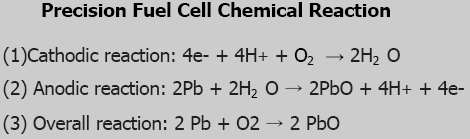 Precision Fuel Cell Chemical Reaction
(1)Cathodic reaction: 4e- + 4H+ + O₂ → 2H₂ O
(2) Anodic reaction: 2Pb + 2H₂ O → 2PbO + 4H+ + 4e-
(3) Overall reaction: 2 Pb + O2 → 2 PbO